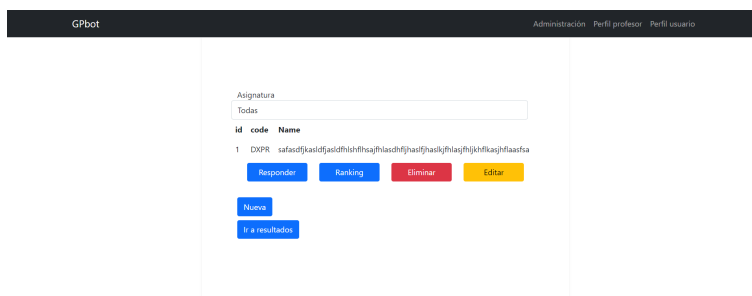 GPbot Administración Perfil profesor Perfil usuario
Asignatura
Todas
id code Name
1 DXPR
Responder Ranking Eliminar Editar
Nueva
Ir a resultados